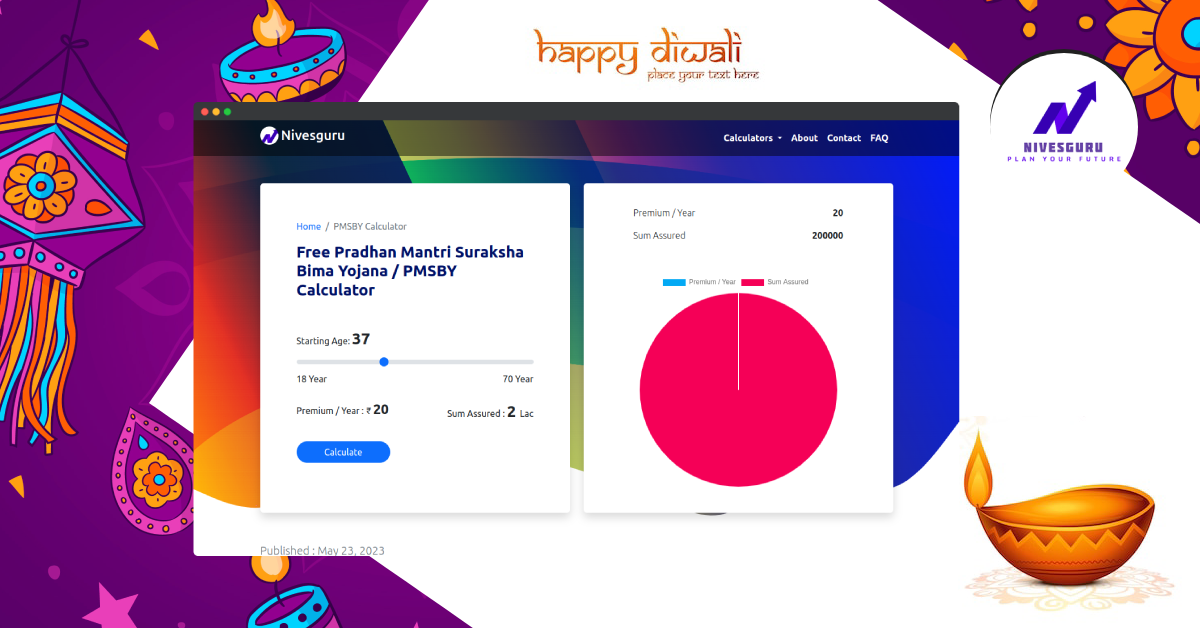 happy diwali
place your text here
Nivesguru
Calculators About Contact FAQ
NIVESGURU
PLAN YOUR FUTURE
Home / PMSBY Calculator
Free Pradhan Mantri Suraksha
Bima Yojana / PMSBY
Calculator
Starting Age: 37
18 Year 70 Year
Premium / Year : ₹ 20 Sum Assured : 2 Lac
Calculate
Premium / Year 20
Sum Assured 200000
Premium / Year Sum Assured
Published : May 23, 2023